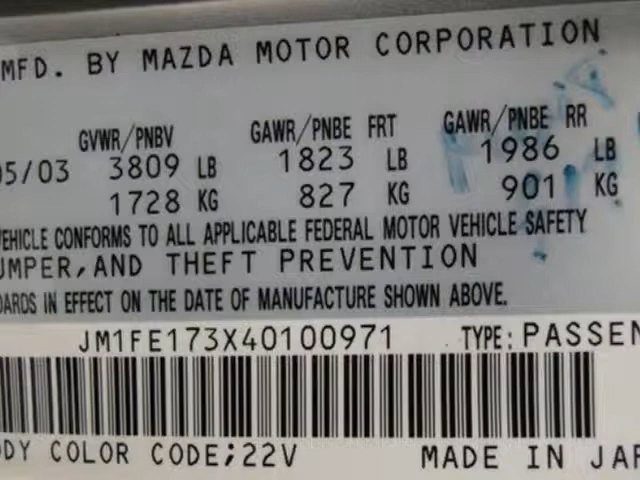 MFD. BY MAZDA MOTOR CORPORATION
GVWR/PNBV GAWR/PNBE FRT GAWR/PNBE RR
05/03 3809 LB 1823 LB 1986 LB
1728 KG 827 KG 901 KG
VEHICLE CONFORMS TO ALL APPLICABLE FEDERAL MOTOR VEHICLE SAFETY
UMPER,AND THEFT PREVENTION
DARDS IN EFFECT ON THE DATE OF MANUFACTURE SHOWN ABOVE.
JM1FE173X40100971 TYPE:PASSEN
ODY COLOR CODE;22V MADE IN JAP